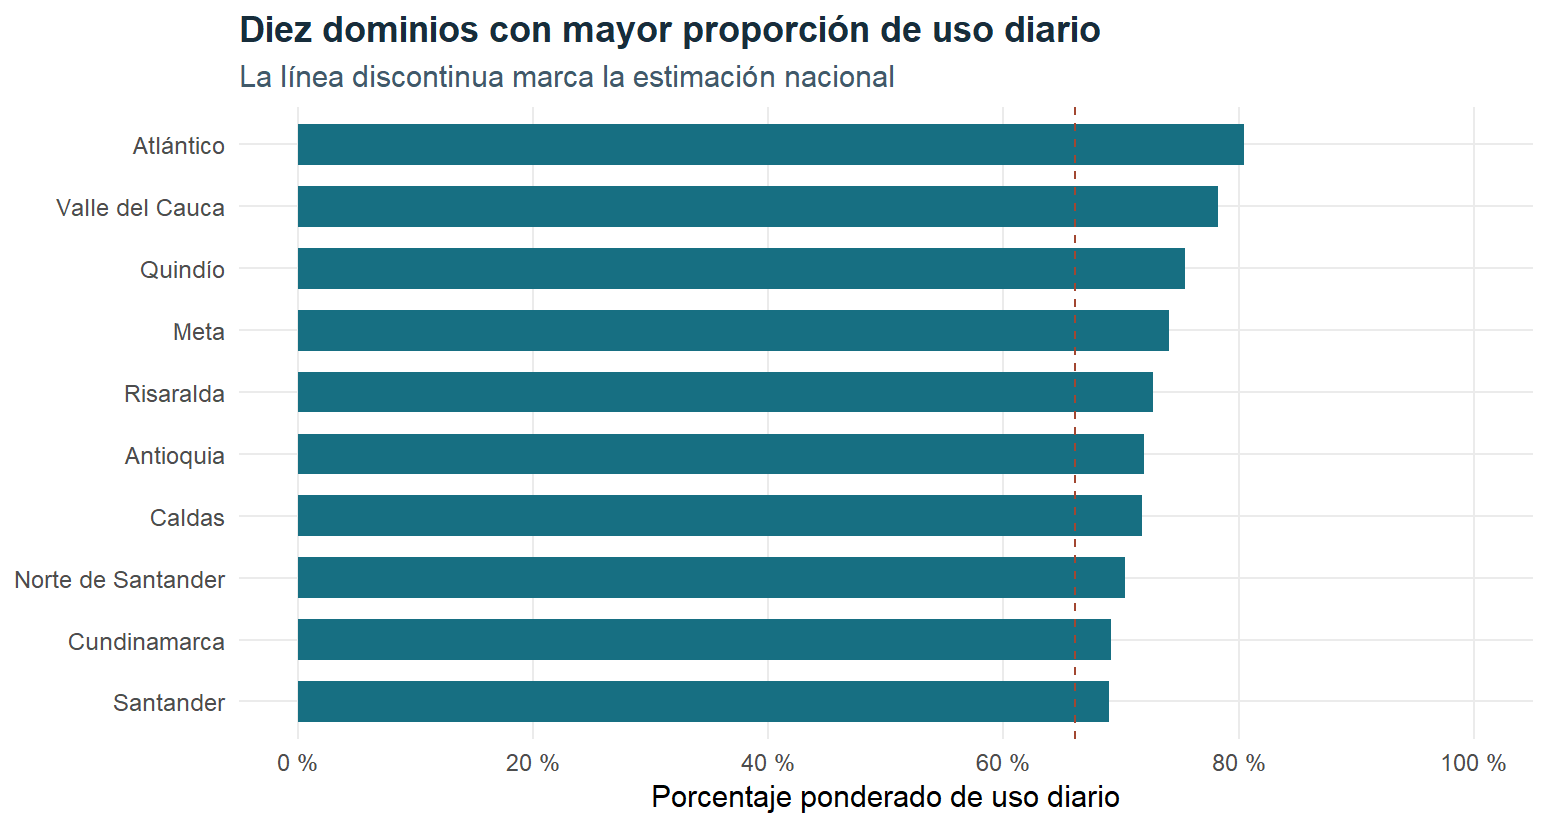 Diez dominios con mayor proporción de uso diario
La línea discontinua marca la estimación nacional
Atlántico
Valle del Cauca
Quindío
Meta
Risaralda
Antioquia
Caldas
Norte de Santander
Cundinamarca
Santander
0 % 20 % 40 % 60 % 80 % 100 %
Porcentaje ponderado de uso diario